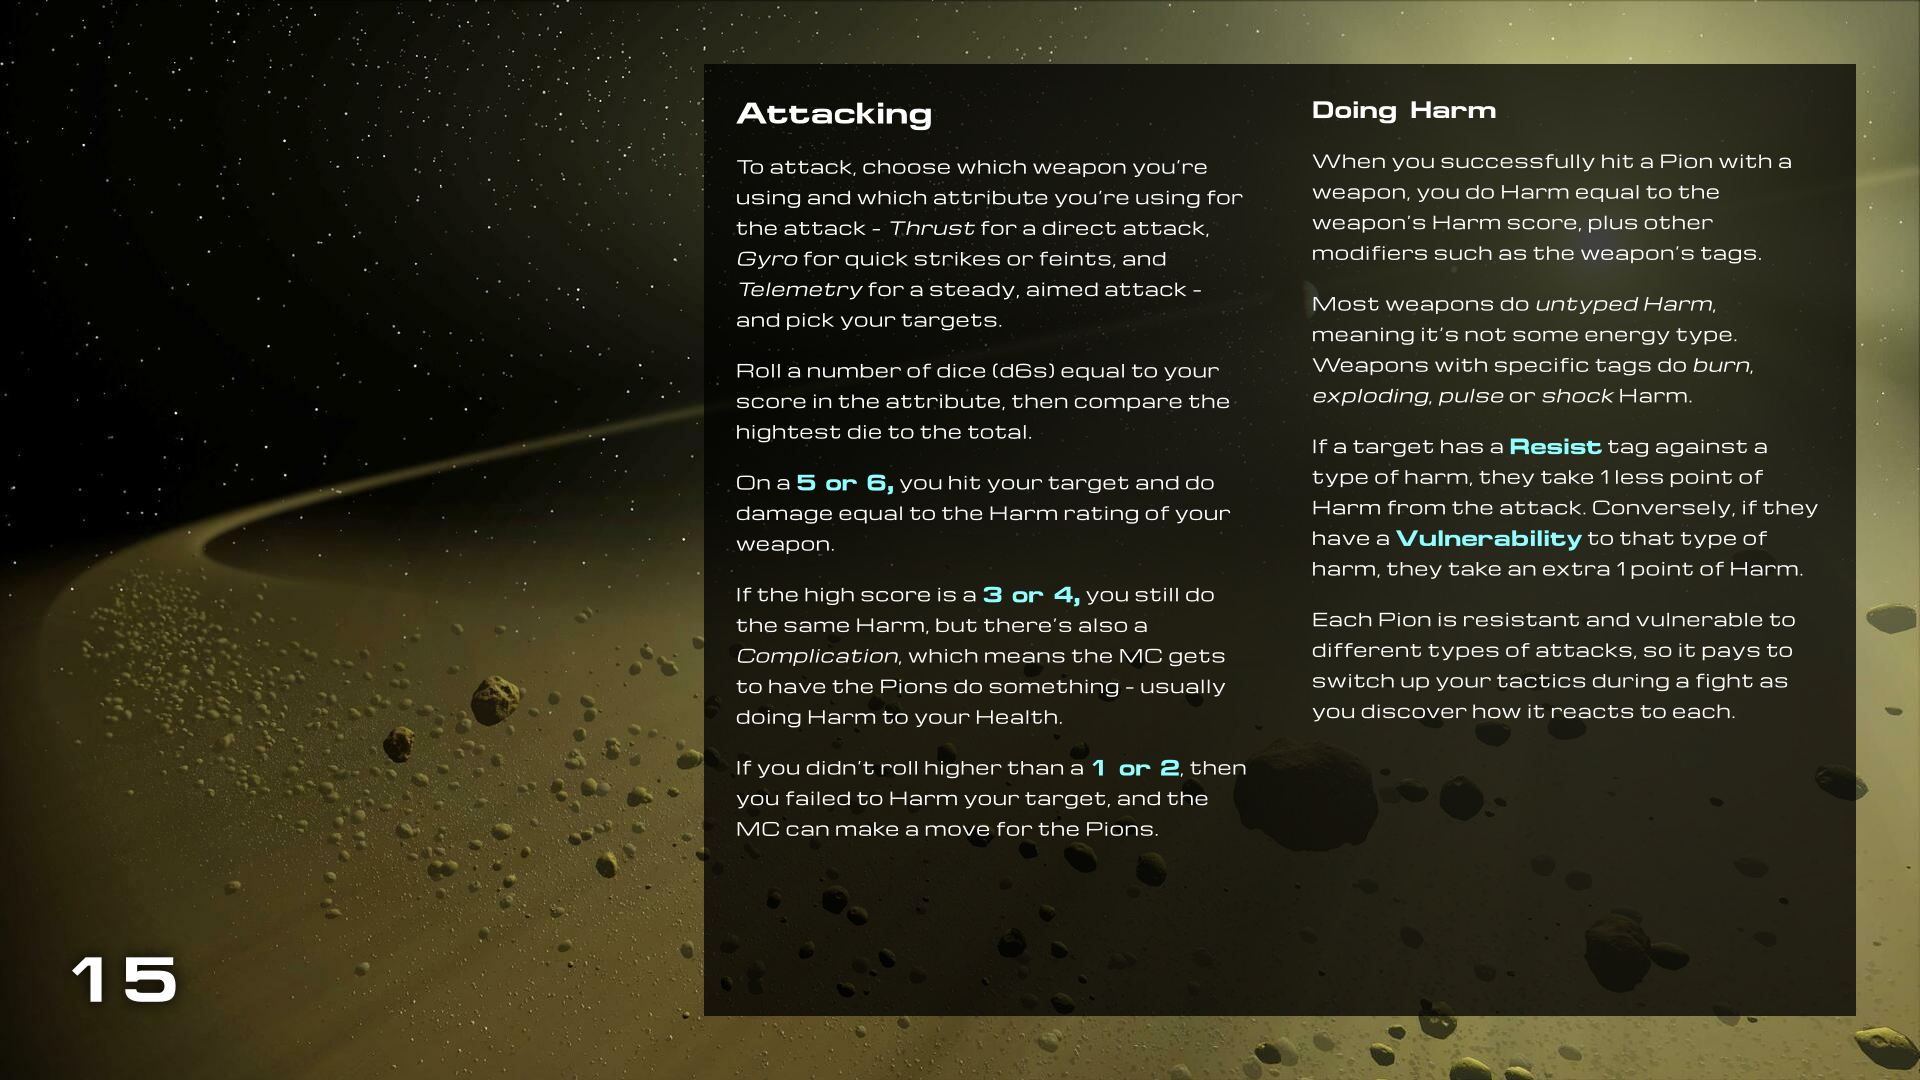 Attacking
To attack, choose which weapon you're
using and which attribute you're using for
the attack - Thrust for a direct attack,
Gyro for quick strikes or feints, and
Telemetry for a steady, aimed attack -
and pick your targets.
Roll a number of dice (d6s) equal to your
score in the attribute, then compare the
hightest die to the total.
On a 5 or 6, you hit your target and do
damage equal to the Harm rating of your
weapon.
If the high score is a 3 or 4, you still do
the same Harm, but there's also a
Complication, which means the MC gets
to have the Pions do something - usually
doing Harm to your Health.
If you didn't roll higher than a 1 or 2, then
you failed to Harm your target, and the
MC can make a move for the Pions.
Doing Harm
When you successfully hit a Pion with a
weapon, you do Harm equal to the
weapon's Harm score, plus other
modifiers such as the weapon's tags.
Most weapons do untyped Harm,
meaning it's not some energy type.
Weapons with specific tags do burn,
exploding, pulse or shock Harm.
If a target has a Resist tag against a
type of harm, they take 1 less point of
Harm from the attack. Conversely, if they
have a Vulnerability to that type of
harm, they take an extra 1 point of Harm.
Each Pion is resistant and vulnerable to
different types of attacks, so it pays to
switch up your tactics during a fight as
you discover how it reacts to each.
15